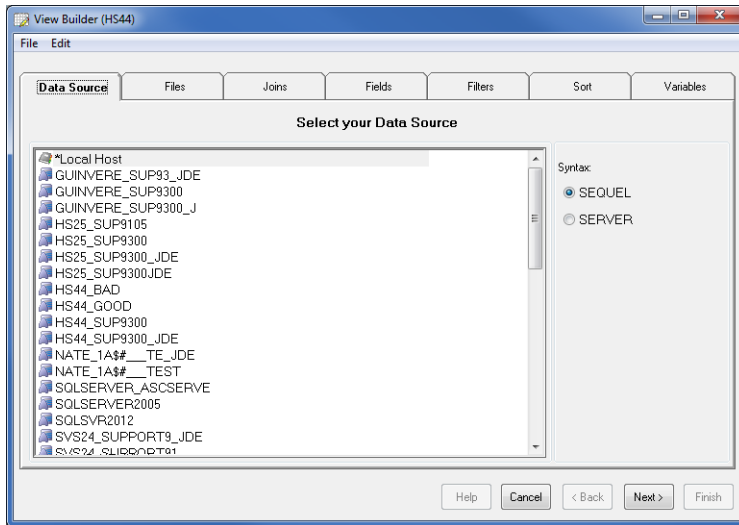 View Builder (HS44)
File Edit
Data Source Files Joins Fields Filters Sort Variables
Select your Data Source
*Local Host
GUINVERE_SUP93_JDE
GUINVERE_SUP9300
GUINVERE_SUP9300_J
HS25_SUP9105
HS25_SUP9300
HS25_SUP9300_JDE
HS25_SUP9300JDE
HS44_BAD
HS44_GOOD
HS44_SUP9300
HS44_SUP9300_JDE
NATE_1A$#___TE_JDE
NATE_1A$#___TEST
SQLSERVER_ASCSERVE
SQLSERVER2005
SQLSVR2012
SVS24_SUPPORT9_JDE
SVS24_SUPPORT91
Syntax:
SEQUEL
SERVER
Help Cancel < Back Next > Finish